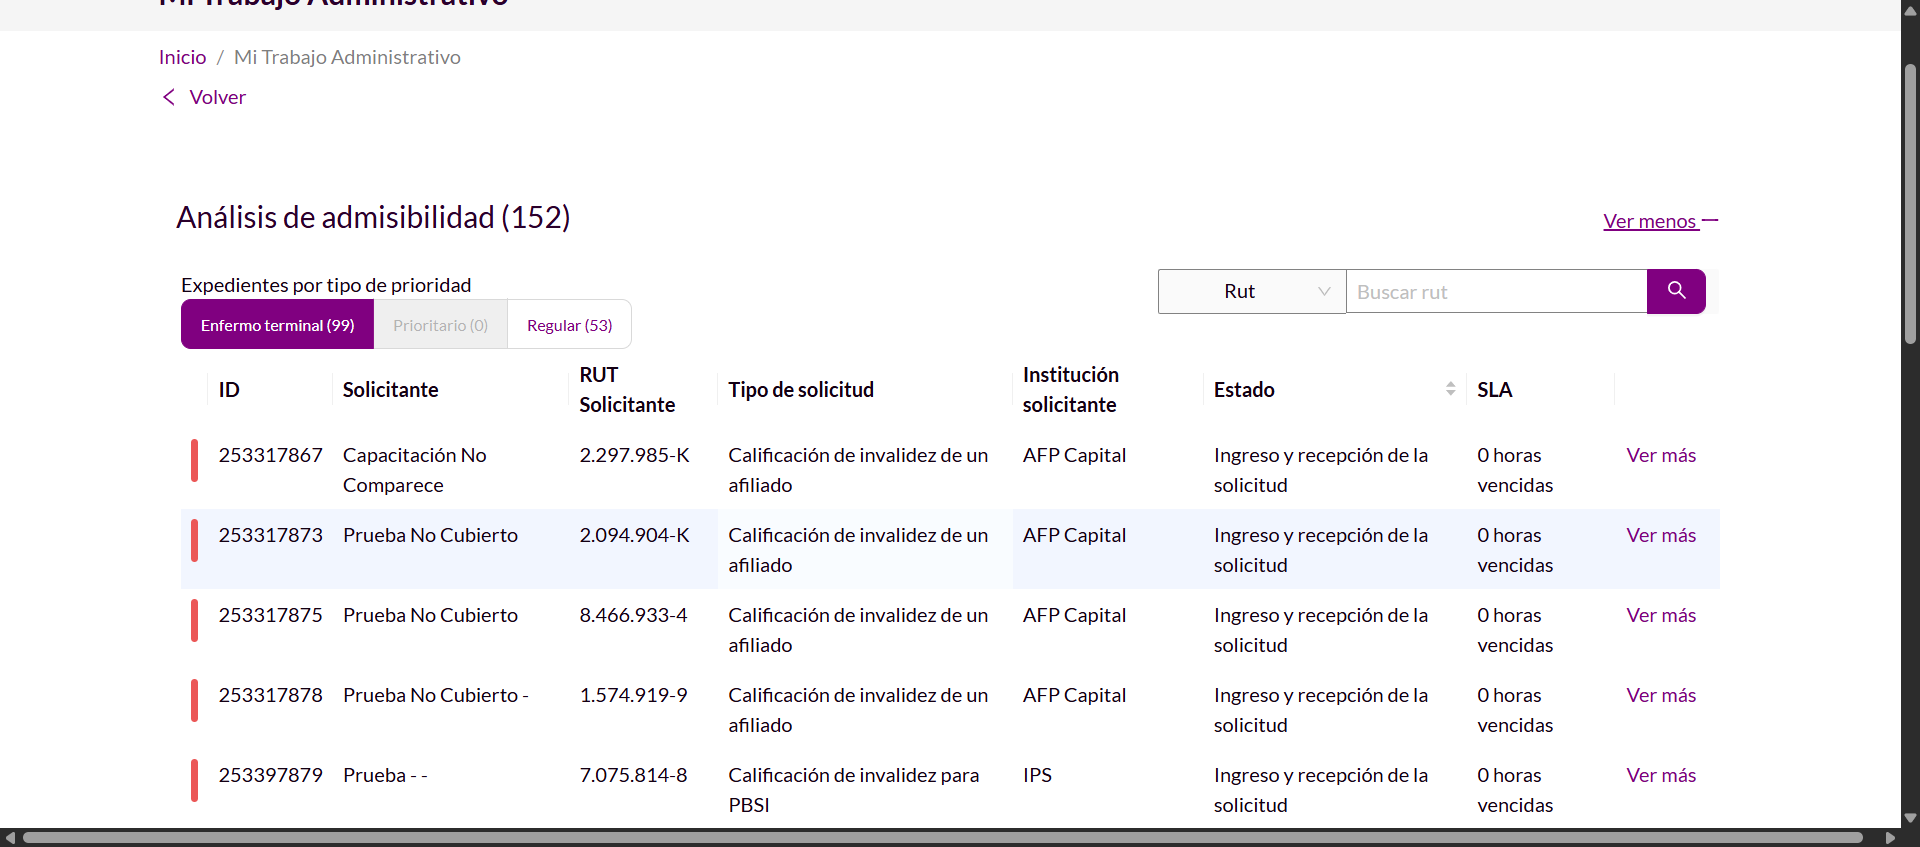 Mi Trabajo Administrativo
Inicio / Mi Trabajo Administrativo
Volver
Análisis de admisibilidad (152)
Ver menos
Expedientes por tipo de prioridad
Enfermo terminal (99)
Prioritario (0)
Regular (53)
Rut
Buscar rut
ID
Solicitante
RUT
Solicitante
Tipo de solicitud
Institución
solicitante
Estado
SLA
253317867
Capacitación No
Comparece
2.297.985-K
Calificación de invalidez de un
afiliado
AFP Capital
Ingreso y recepción de la
solicitud
0 horas
vencidas
Ver más
253317873
Prueba No Cubierto
2.094.904-K
Calificación de invalidez de un
afiliado
AFP Capital
Ingreso y recepción de la
solicitud
0 horas
vencidas
Ver más
253317875
Prueba No Cubierto
8.466.933-4
Calificación de invalidez de un
afiliado
AFP Capital
Ingreso y recepción de la
solicitud
0 horas
vencidas
Ver más
253317878
Prueba No Cubierto -
1.574.919-9
Calificación de invalidez de un
afiliado
AFP Capital
Ingreso y recepción de la
solicitud
0 horas
vencidas
Ver más
253397879
Prueba - -
7.075.814-8
Calificación de invalidez para
PBSI
IPS
Ingreso y recepción de la
solicitud
0 horas
vencidas
Ver más